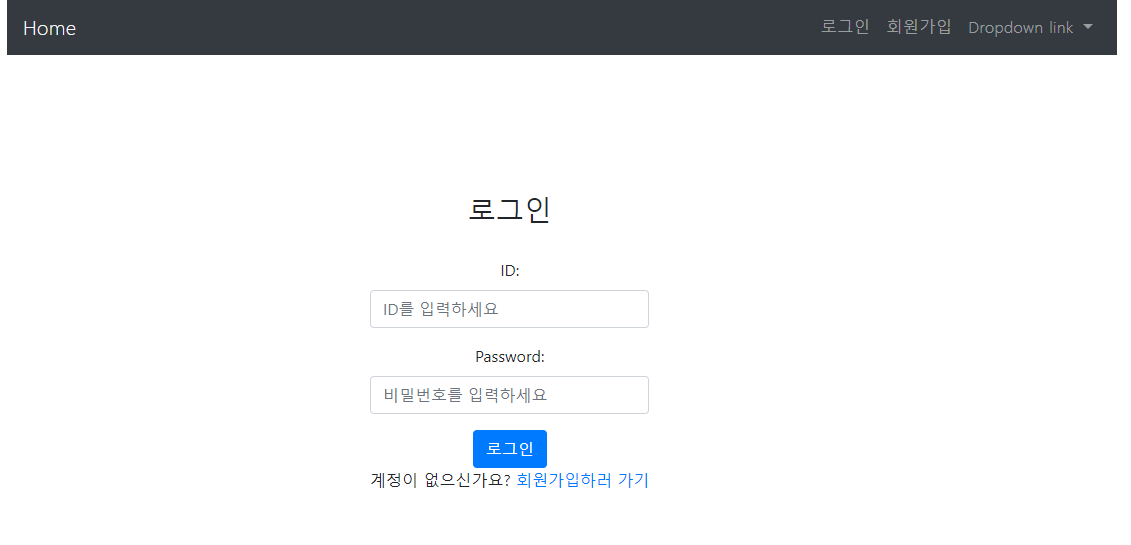 Home 로그인 회원가입 Dropdown link
로그인
ID:
ID를 입력하세요
Password:
비밀번호를 입력하세요
로그인
계정이 없으신가요? 회원가입하러 가기